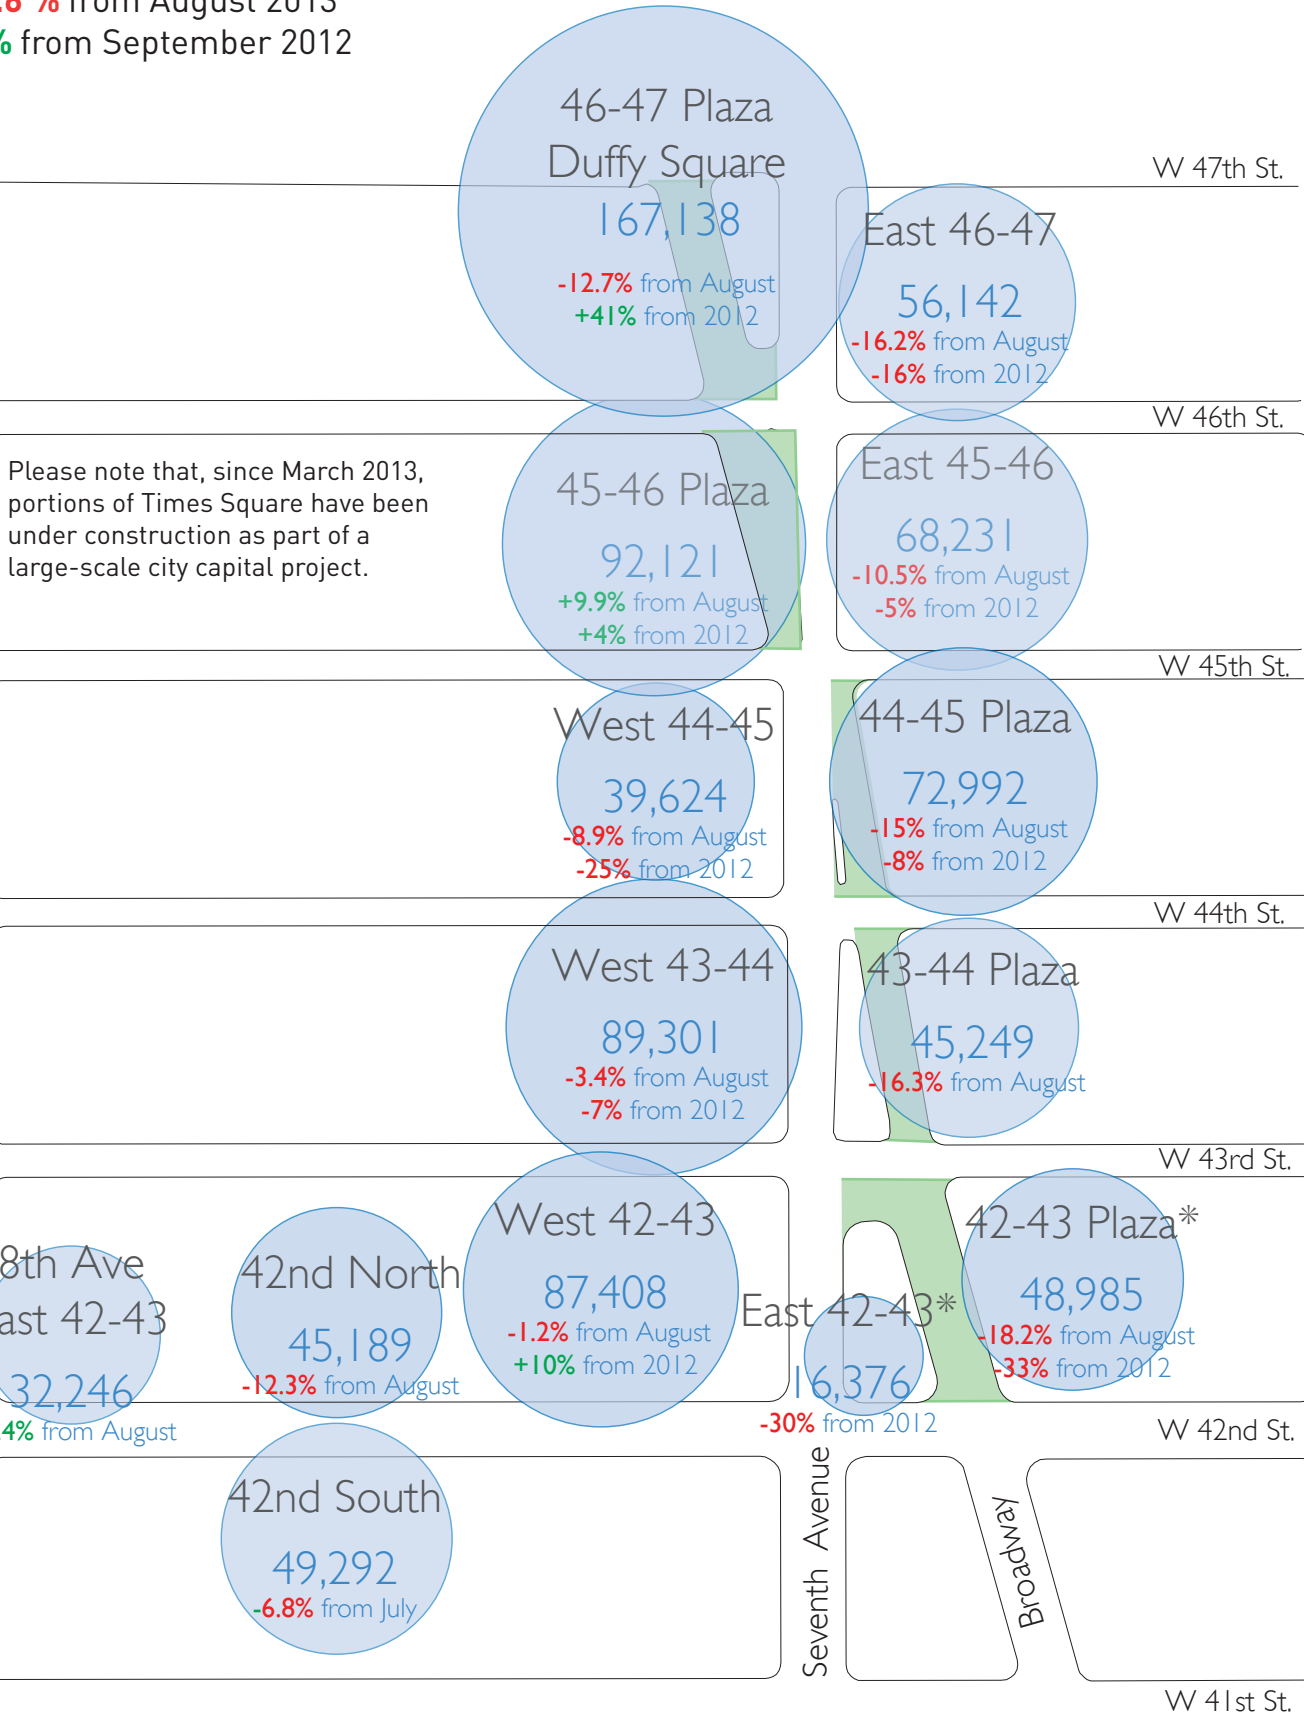 % from August 2013
% from September 2012
46-47 Plaza
Duffy Square
167,138
-12.7% from August
+41% from 2012
W 47th St.
East 46-47
56,142
-16.2% from August
-16% from 2012
W 46th St.
Please note that, since March 2013,
portions of Times Square have been
under construction as part of a
large-scale city capital project.
45-46 Plaza
92,121
+9.9% from August
+4% from 2012
East 45-46
68,231
-10.5% from August
-5% from 2012
W 45th St.
West 44-45
39,624
-8.9% from August
-25% from 2012
44-45 Plaza
72,992
-15% from August
-8% from 2012
W 44th St.
West 43-44
89,301
-3.4% from August
-7% from 2012
43-44 Plaza
45,249
-16.3% from August
W 43rd St.
8th Ave
ast 42-43
32,246
4% from August
42nd North
45,189
-12.3% from August
West 42-43
87,408
-1.2% from August
+10% from 2012
East 42-43*
16,376
-30% from 2012
42-43 Plaza*
48,985
-18.2% from August
-33% from 2012
W 42nd St.
42nd South
49,292
-6.8% from July
Seventh Avenue
Broadway
W 41st St.